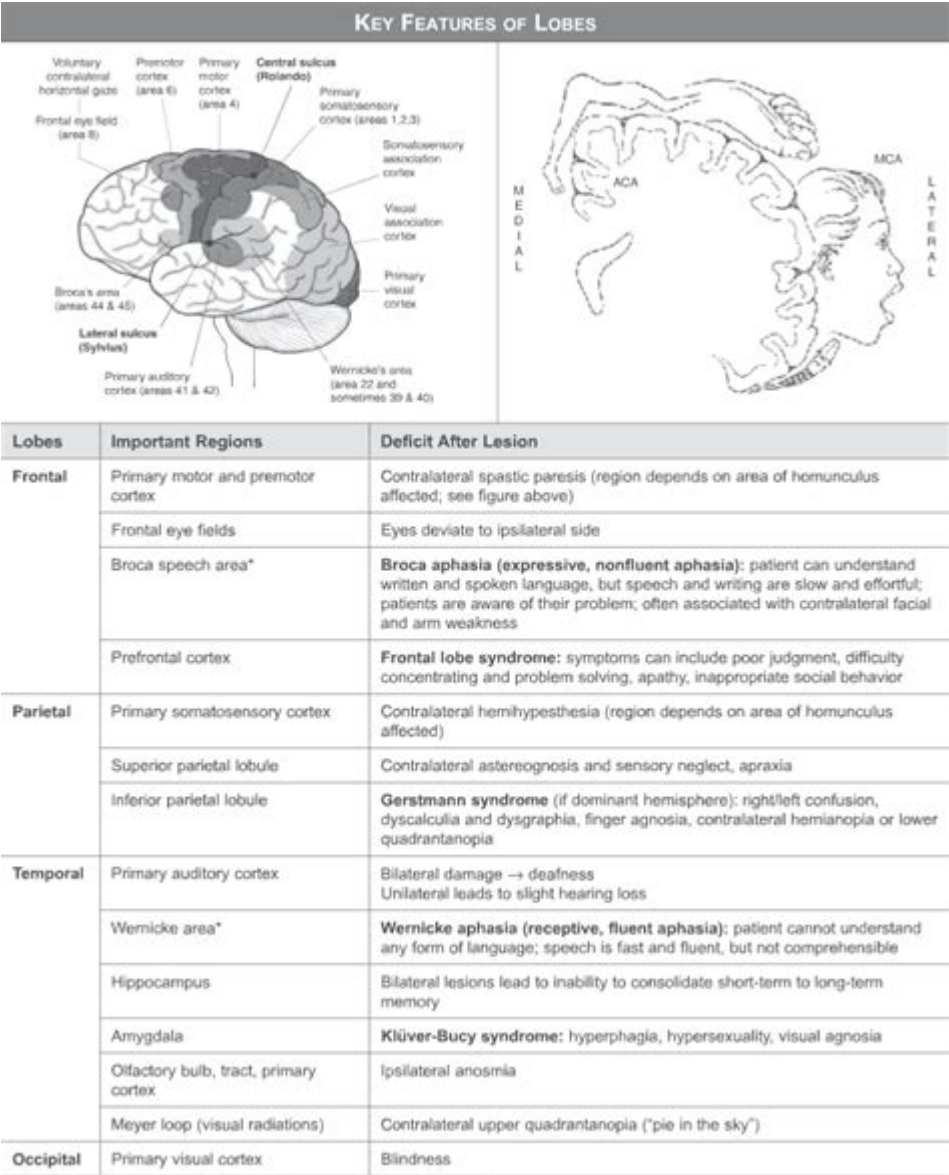 KEY FEATURES OF LOBES
Voluntary
contralateral
horizontal gaze
Frontal eye field
(area 8)
Premotor
cortex
(area 6)
Primary
motor
cortex
(area 4)
Central sulcus
(Rolando)
Primary
somatosensory
cortex (areas 1,2,3)
Somatosensory
association
cortex
Visual
association
cortex
Primary
visual
cortex
Broca's area
(areas 44 & 45)
Lateral sulcus
(Sylvius)
Primary auditory
cortex (areas 41 & 42)
Wernicke's area
(area 22 and
sometimes 39 & 40)
MEDIAL
ACA
MCA
LATERAL
Lobes Important Regions Deficit After Lesion
Frontal Primary motor and premotor
cortex
Contralateral spastic paresis (region depends on area of homunculus
affected; see figure above)
Frontal eye fields Eyes deviate to ipsilateral side
Broca speech area* Broca aphasia (expressive, nonfluent aphasia): patient can understand
written and spoken language, but speech and writing are slow and effortful;
patients are aware of their problem; often associated with contralateral facial
and arm weakness
Prefrontal cortex Frontal lobe syndrome: symptoms can include poor judgment, difficulty
concentrating and problem solving, apathy, inappropriate social behavior
Parietal Primary somatosensory cortex Contralateral hemihypesthesia (region depends on area of homunculus
affected)
Superior parietal lobule Contralateral astereognosis and sensory neglect, apraxia
Inferior parietal lobule Gerstmann syndrome (if dominant hemisphere): right/left confusion,
dyscalculia and dysgraphia, finger agnosia, contralateral hemianopia or lower
quadrantanopia
Temporal Primary auditory cortex Bilateral damage → deafness
Unilateral leads to slight hearing loss
Wernicke area* Wernicke aphasia (receptive, fluent aphasia): patient cannot understand
any form of language; speech is fast and fluent, but not comprehensible
Hippocampus Bilateral lesions lead to inability to consolidate short-term to long-term
memory
Amygdala Klüver-Bucy syndrome: hyperphagia, hypersexuality, visual agnosia
Olfactory bulb, tract, primary
cortex
Ipsilateral anosmia
Meyer loop (visual radiations) Contralateral upper quadrantanopia ("pie in the sky")
Occipital Primary visual cortex Blindness